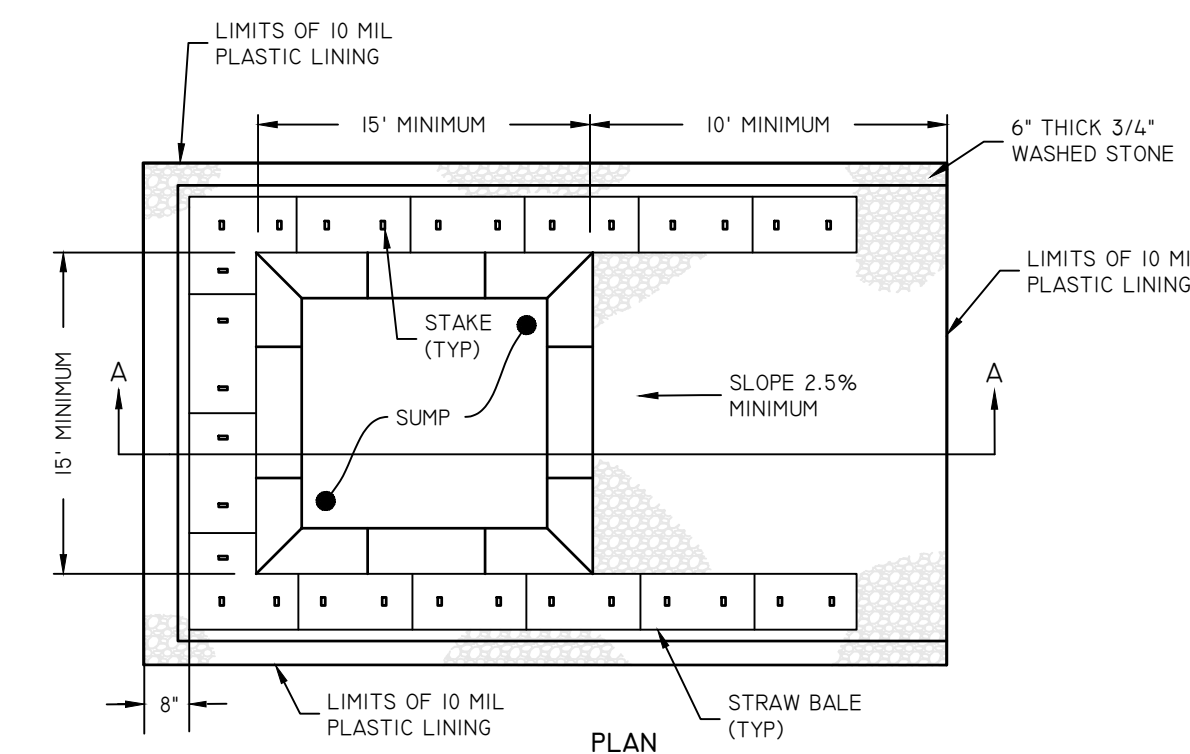 LIMITS OF 10 MIL
PLASTIC LINING
15' MINIMUM
10' MINIMUM
6" THICK 3/4"
WASHED STONE
LIMITS OF 10 MI
PLASTIC LINING
STAKE
(TYP)
A
A
SLOPE 2.5%
MINIMUM
15' MINIMUM
SUMP
8"
LIMITS OF 10 MIL
PLASTIC LINING
STRAW BALE
(TYP)
PLAN